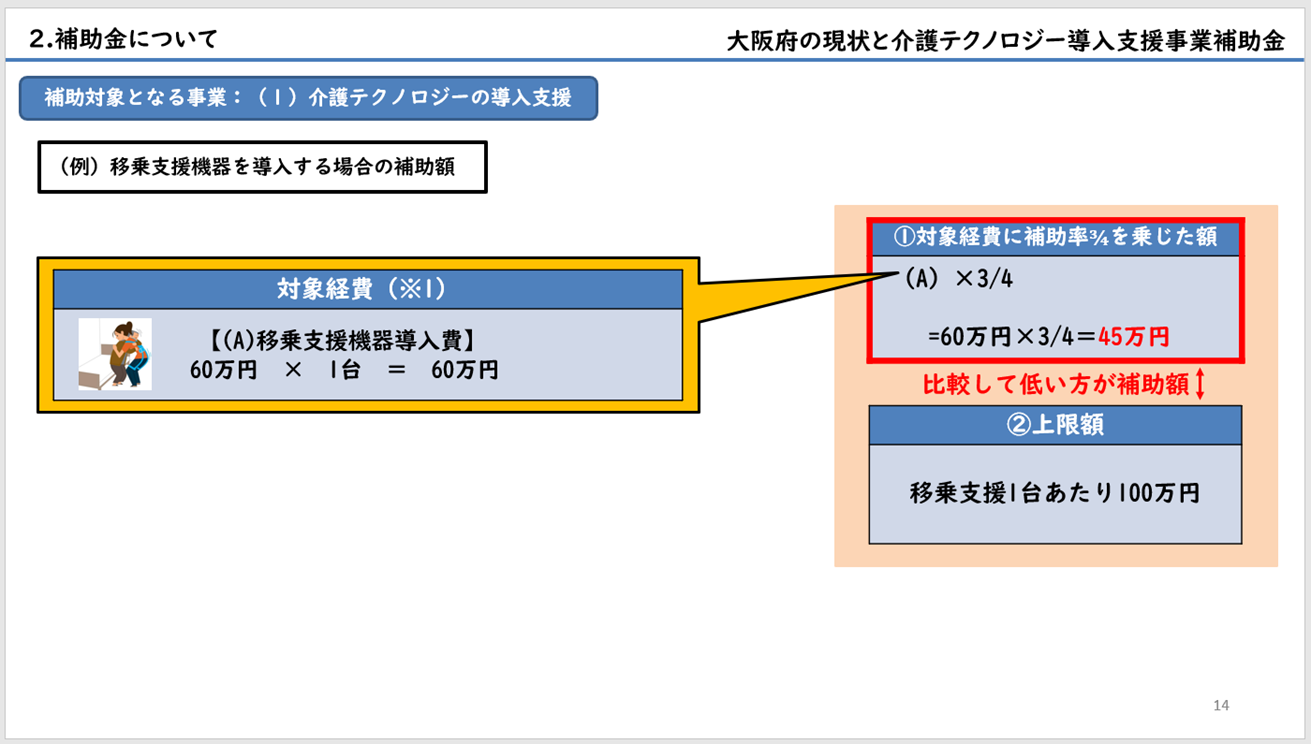 2.補助金について
大阪府の現状と介護テクノロジー導入支援事業補助金
補助対象となる事業：（１）介護テクノロジーの導入支援
（例）移乗支援機器を導入する場合の補助額
対象経費（※1）
【(A)移乗支援機器導入費】
60万円　×　1台　＝　60万円
①対象経費に補助率¾を乗じた額
（A）×3/4
=60万円×3/4＝45万円
比較して低い方が補助額
②上限額
移乗支援1台あたり100万円
14